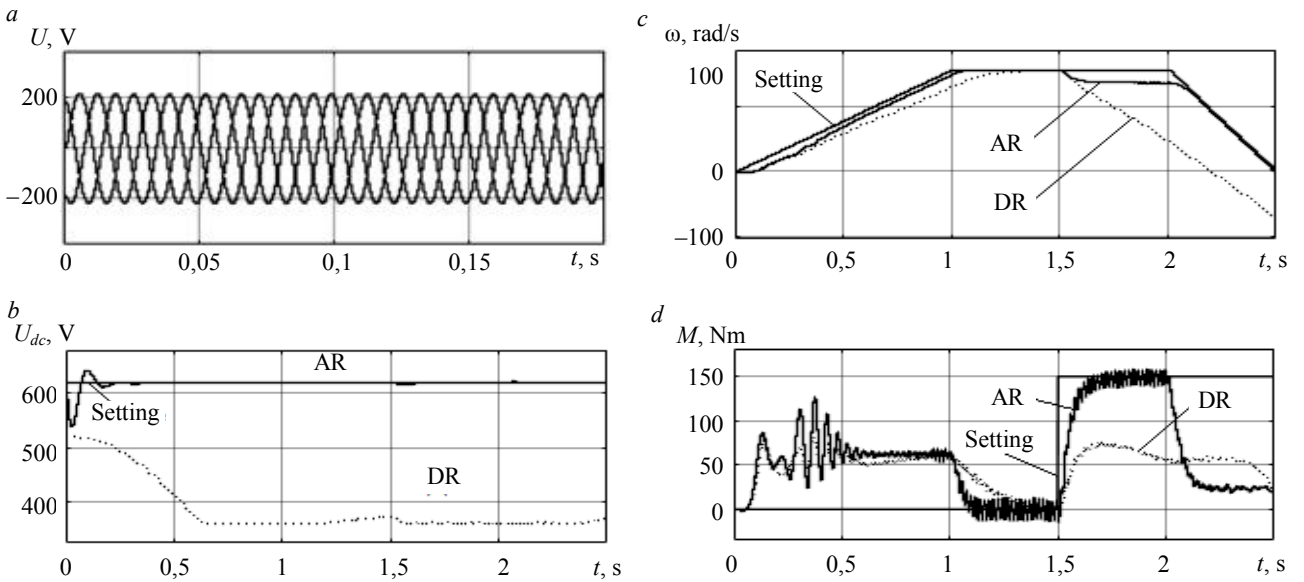 a
U, V
200
−200
0
0,05
0,1
0,15
t, s
b
U_dc, V
600
500
400
AR
Setting
DR
0
0,5
1
1,5
2
t, s
c
ω, rad/s
100
0
−100
Setting
AR
DR
0
0,5
1
1,5
2
t, s
d
M, Nm
150
100
50
0
AR
DR
Setting
0
0,5
1
1,5
2
t, s